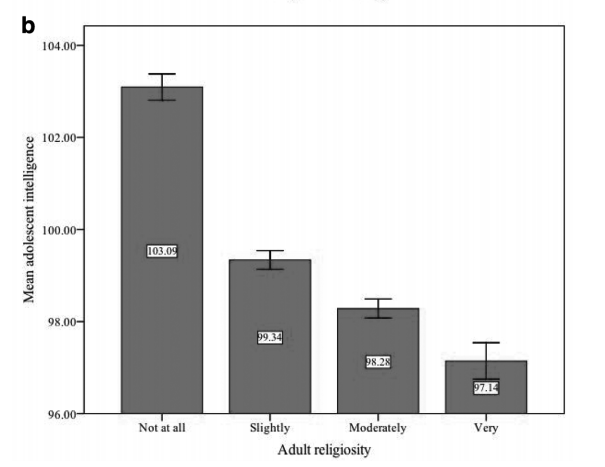 b
104.00
102.00
100.00
98.00
96.00
Mean adolescent intelligence
103.09
99.34
98.28
97.14
Not at all
Slightly
Moderately
Very
Adult religiosity